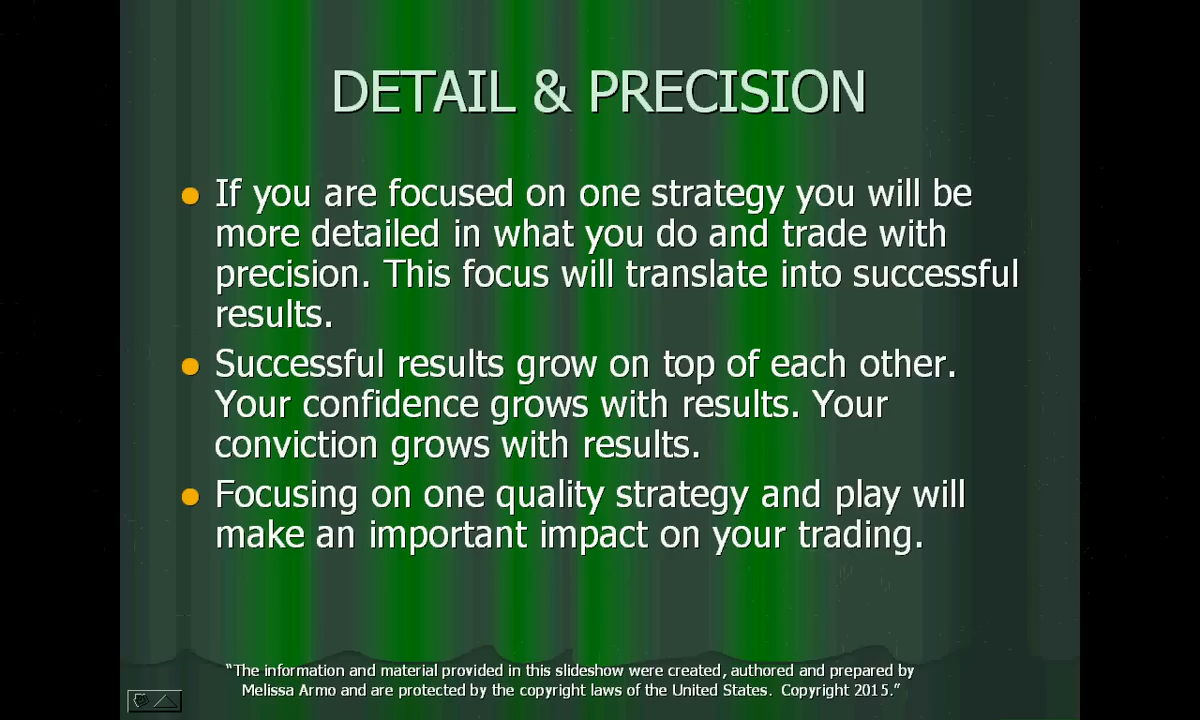 DETAIL & PRECISION
If you are focused on one strategy you will be
more detailed in what you do and trade with
precision. This focus will translate into successful
results.
Successful results grow on top of each other.
Your confidence grows with results. Your
conviction grows with results.
Focusing on one quality strategy and play will
make an important impact on your trading.
“The information and material provided in this slideshow were created, authored and prepared by
Melissa Armo and are protected by the copyright laws of the United States. Copyright 2015.”